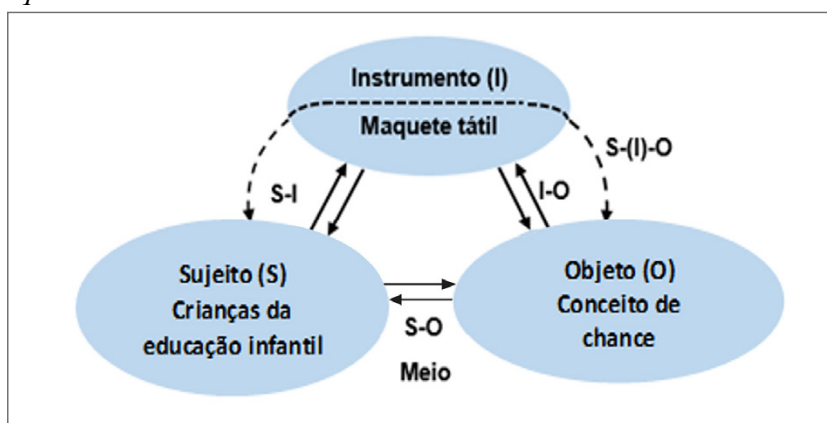 Instrumento (I)
Maquete tátil
S-(I)-O
S-I
I-O
Sujeito (S)
Crianças da
educação infantil
Objeto (O)
Conceito de
chance
S-O
Meio